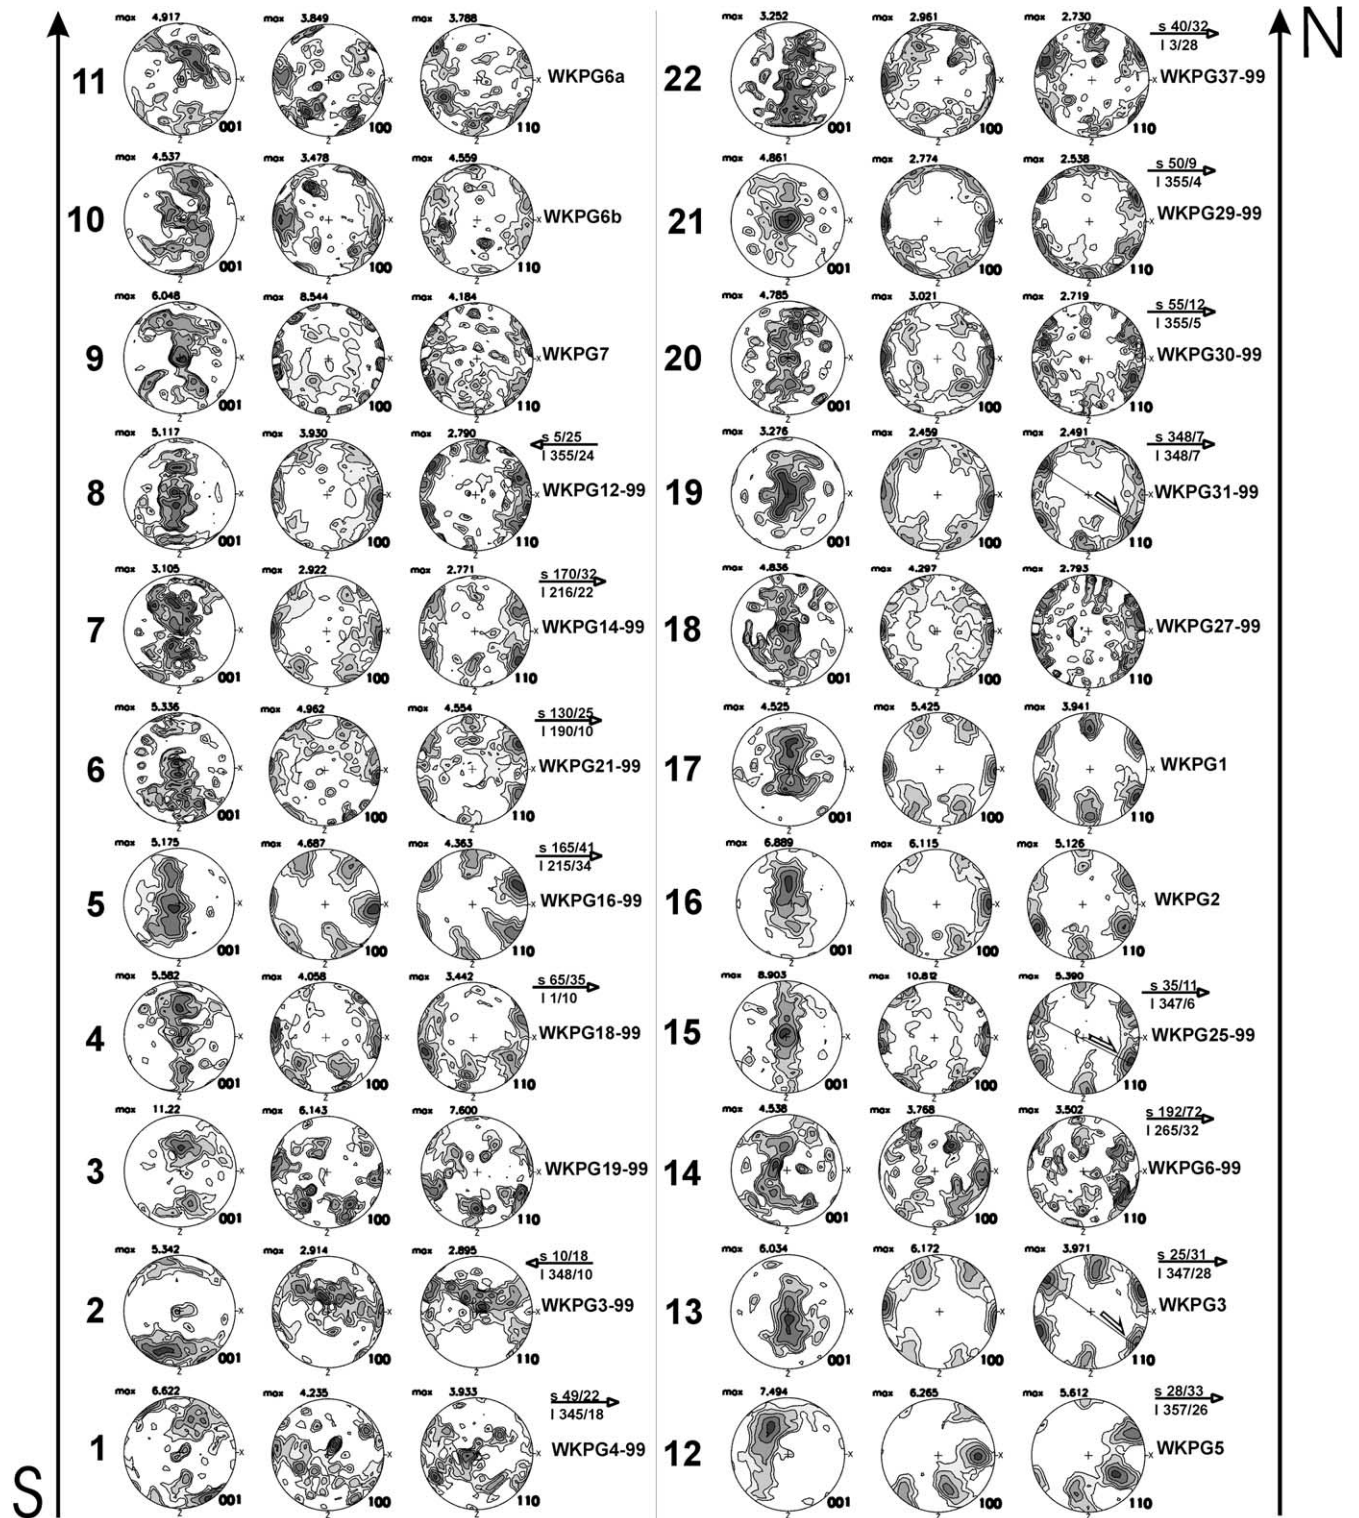 N
max 4.917 max 3.849 max 3.788
11 001 100 110 X Z WKPG6a
max 4.537 max 3.478 max 4.559
10 001 100 110 X Z WKPG6b
max 6.048 max 8.544 max 4.184
9 001 100 110 X Z WKPG7
max 5.117 max 3.930 max 2.790
s 5/25
l 355/24
8 001 100 110 X Z WKPG12-99
max 3.105 max 2.922 max 2.771
s 170/32
l 216/22
7 001 100 110 X Z WKPG14-99
max 5.336 max 4.962 max 4.554
s 130/25
l 190/10
6 001 100 110 X Z WKPG21-99
max 5.175 max 4.687 max 4.363
s 165/41
l 215/34
5 001 100 110 X Z WKPG16-99
max 5.582 max 4.058 max 3.442
s 65/35
l 1/10
4 001 100 110 X Z WKPG18-99
max 11.22 max 6.143 max 7.600
3 001 100 110 X Z WKPG19-99
max 5.342 max 2.914 max 2.895
s 10/18
l 348/10
2 001 100 110 X Z WKPG3-99
max 6.622 max 4.235 max 3.933
s 49/22
l 345/18
1 001 100 110 X Z WKPG4-99
S
max 3.252 max 2.961 max 2.730
s 40/32
l 3/28
22 001 100 110 X Z WKPG37-99
max 4.861 max 2.774 max 2.538
s 50/9
l 355/4
21 001 100 110 X Z WKPG29-99
max 4.785 max 3.021 max 2.719
s 55/12
l 355/5
20 001 100 110 X Z WKPG30-99
max 3.276 max 2.459 max 2.491
s 348/7
l 348/7
19 001 100 110 X Z WKPG31-99
max 4.836 max 4.297 max 2.793
18 001 100 110 X Z WKPG27-99
max 4.525 max 5.425 max 3.941
17 001 100 110 X Z WKPG1
max 6.889 max 6.115 max 5.126
16 001 100 110 X Z WKPG2
max 8.903 max 10.812 max 5.390
s 35/11
l 347/6
15 001 100 110 X Z WKPG25-99
max 4.538 max 3.768 max 3.502
s 192/72
l 265/32
14 001 100 110 X Z WKPG6-99
max 6.034 max 6.172 max 3.971
s 25/31
l 347/28
13 001 100 110 X Z WKPG3
max 7.494 max 6.265 max 5.612
s 28/33
l 357/26
12 001 100 110 X Z WKPG5